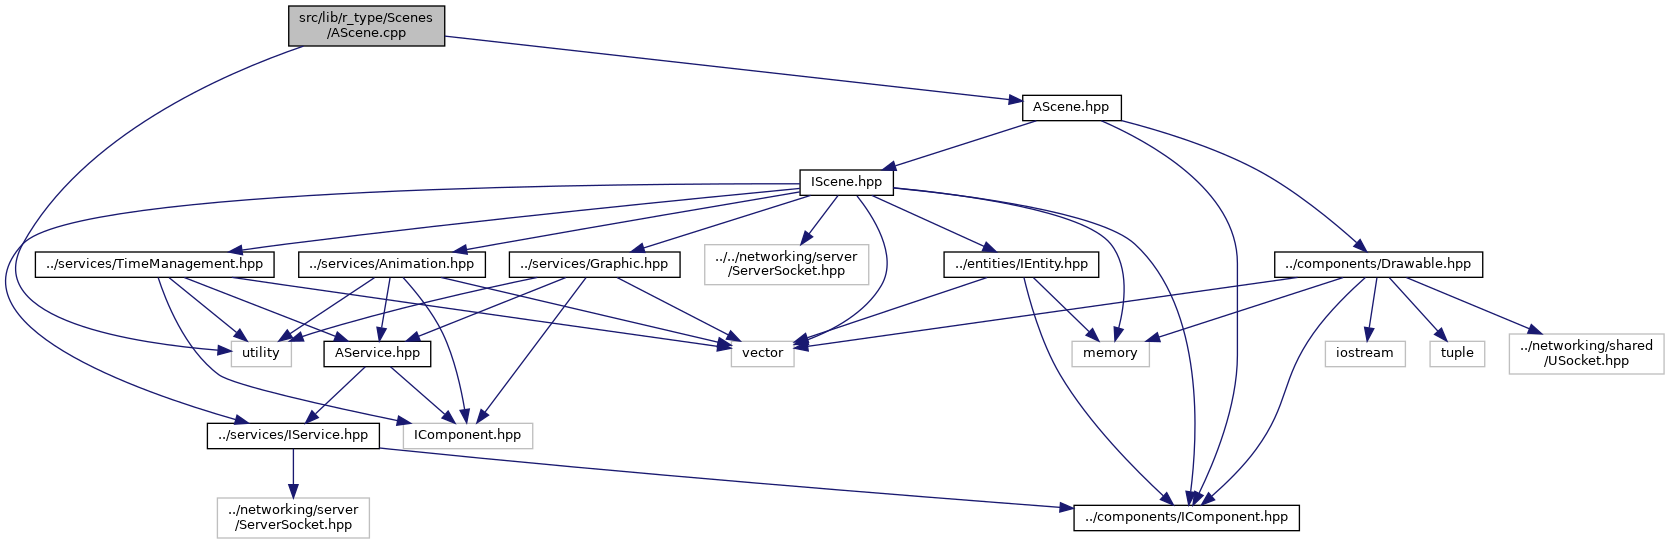 src/lib/r_type/Scenes
/AScene.cpp
AScene.hpp
IScene.hpp
../services/TimeManagement.hpp
../services/Animation.hpp
../services/Graphic.hpp
../../networking/server
/ServerSocket.hpp
../entities/IEntity.hpp
../components/Drawable.hpp
utility
AService.hpp
vector
memory
iostream
tuple
../networking/shared
/USocket.hpp
../services/IService.hpp
IComponent.hpp
../networking/server
/ServerSocket.hpp
../components/IComponent.hpp